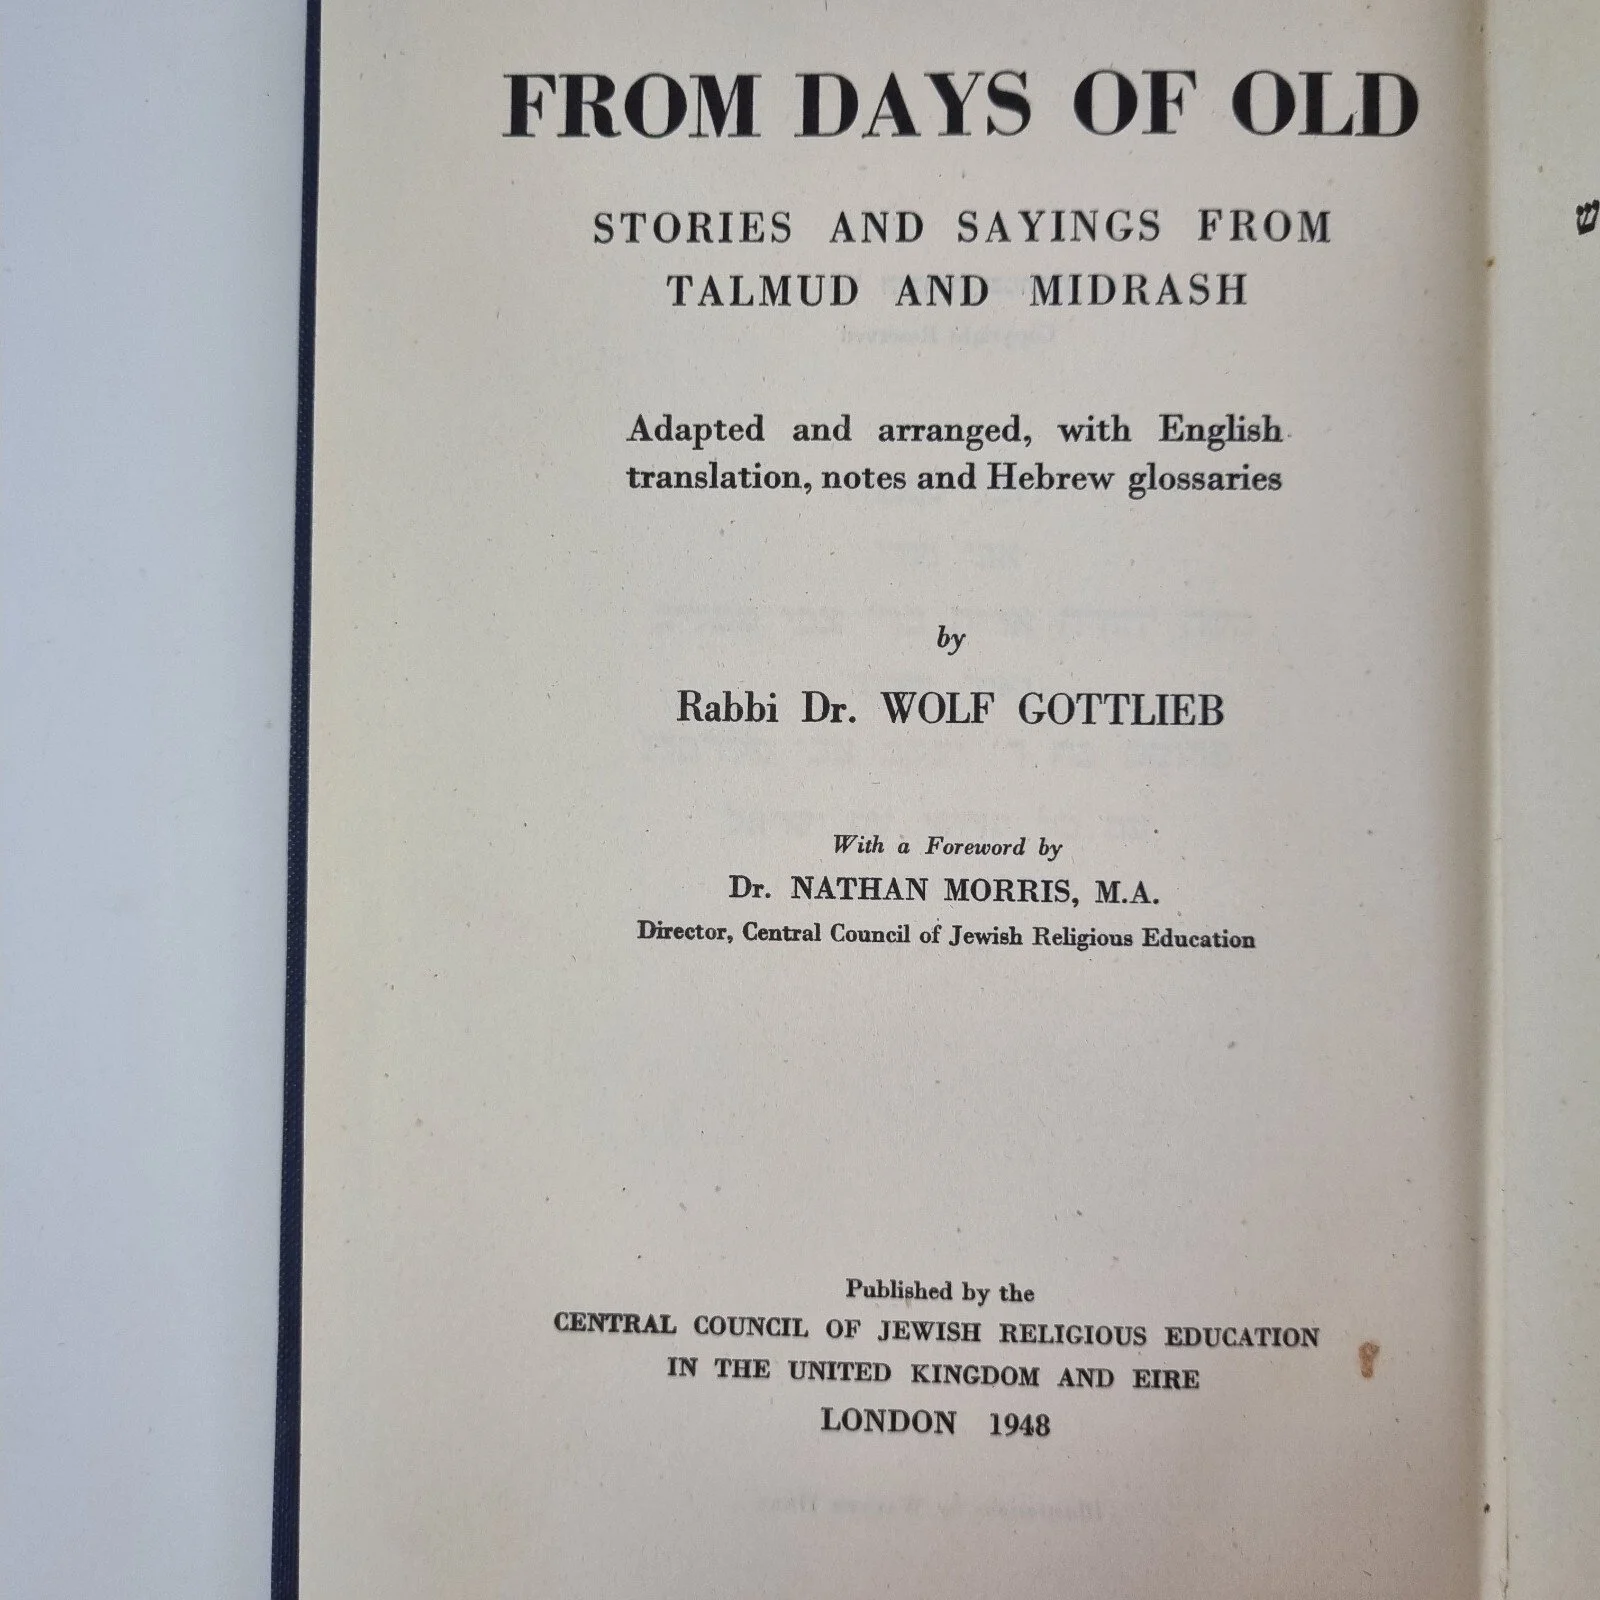 FROM DAYS OF OLD
STORIES AND SAYINGS FROM
TALMUD AND MIDRASH
Copyright Reserved
Adapted and arranged, with English
translation, notes and Hebrew glossaries
by
Rabbi Dr. WOLF GOTTLIEB
With a Foreword by
Dr. NATHAN MORRIS, M.A.
Director, Central Council of Jewish Religious Education
Published by the
CENTRAL COUNCIL OF JEWISH RELIGIOUS EDUCATION
IN THE UNITED KINGDOM AND EIRE
LONDON 1948
ש